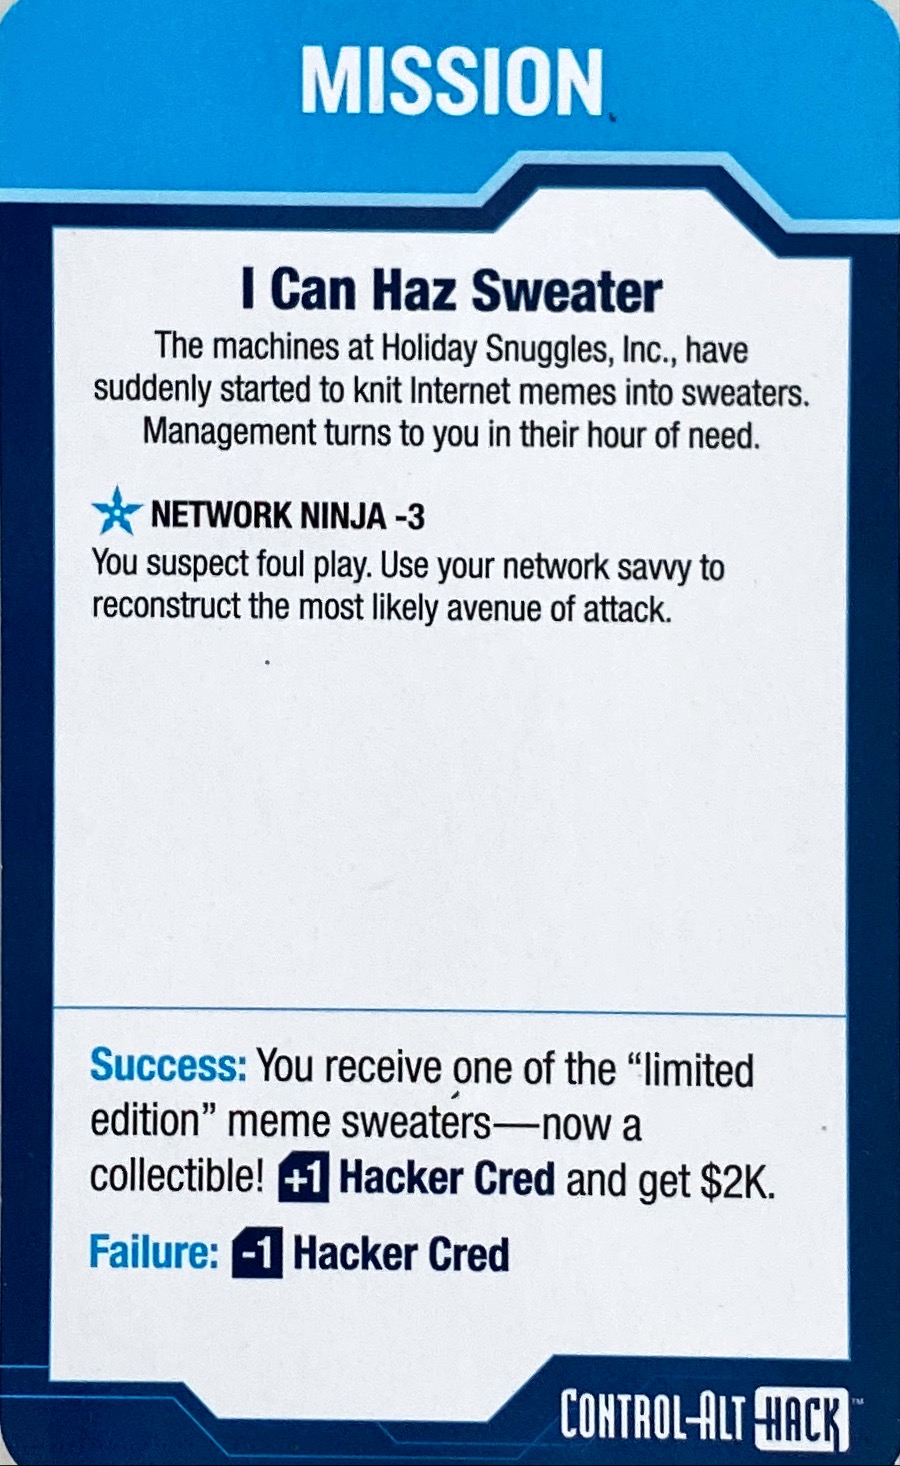 MISSION
I Can Haz Sweater
The machines at Holiday Snuggles, Inc., have
suddenly started to knit Internet memes into sweaters.
Management turns to you in their hour of need.
NETWORK NINJA -3
You suspect foul play. Use your network savvy to
reconstruct the most likely avenue of attack.
Success: You receive one of the “limited
edition” meme sweaters—now a
collectible! +1 Hacker Cred and get $2K.
Failure: -1 Hacker Cred
CONTROL-ALT-HACK™